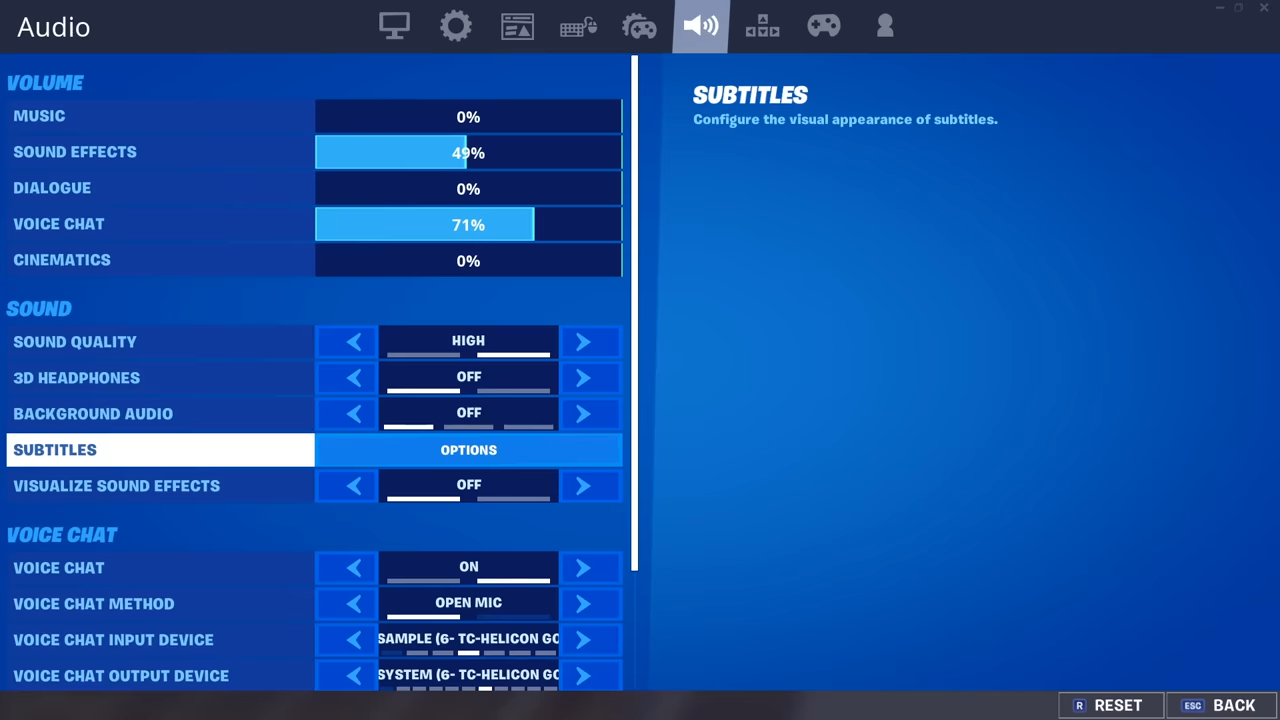 Audio
VOLUME
MUSIC 0%
SOUND EFFECTS 49%
DIALOGUE 0%
VOICE CHAT 71%
CINEMATICS 0%
SOUND
SOUND QUALITY HIGH
3D HEADPHONES OFF
BACKGROUND AUDIO OFF
SUBTITLES OPTIONS
VISUALIZE SOUND EFFECTS OFF
VOICE CHAT
VOICE CHAT ON
VOICE CHAT METHOD OPEN MIC
VOICE CHAT INPUT DEVICE SAMPLE (6- TC-HELICON GO
VOICE CHAT OUTPUT DEVICE SYSTEM (6- TC-HELICON GO
SUBTITLES
Configure the visual appearance of subtitles.
R RESET
ESC BACK